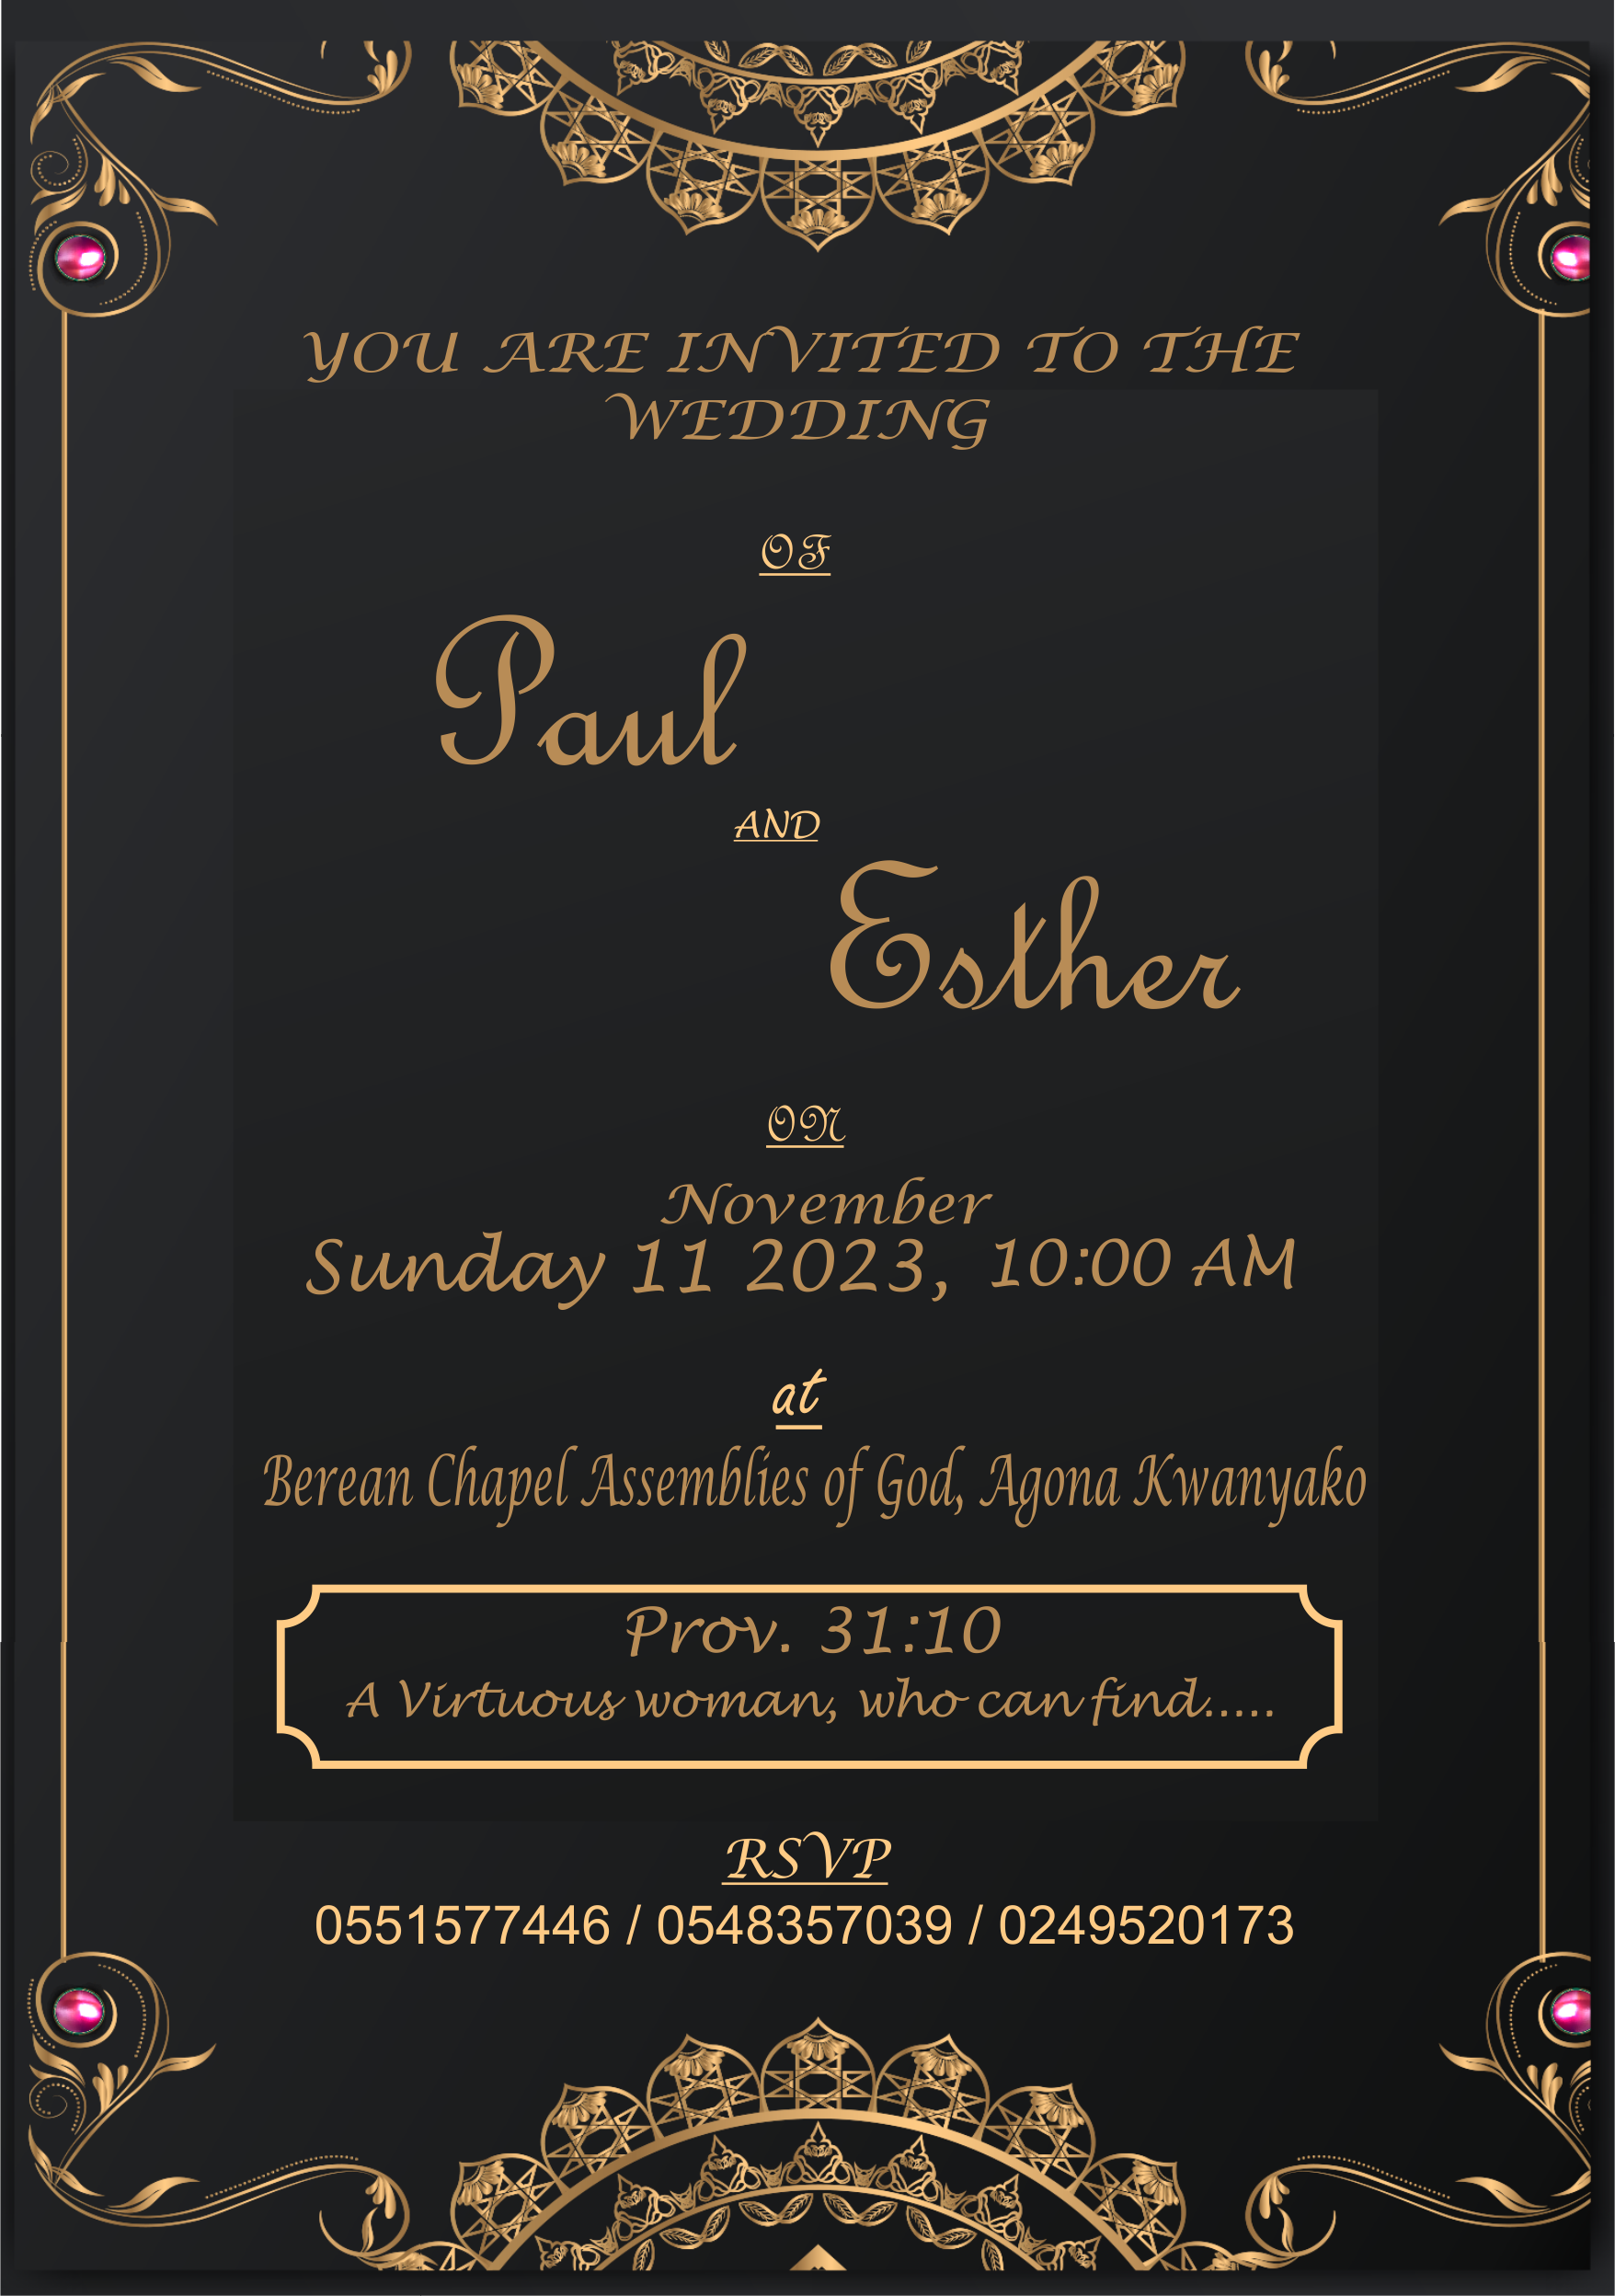 YOU ARE INVITED TO THE
WEDDING
OF
Paul
AND
Esther
ON
November
Sunday 11 2023, 10:00 AM
at
Berean Chapel Assemblies of God, Agona Kwanyako
Prov. 31:10
A Virtuous woman, who can find.....
RSVP
0551577446 / 0548357039 / 0249520173